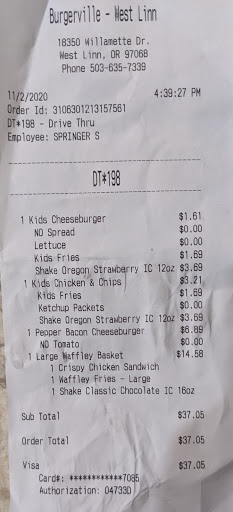 Burgerville - West Linn
18350 Willamette Dr.
West Linn, OR 97068
Phone 503-635-7339
11/2/2020 4:39:27 PM
Order Id: 3106301213157561
DT*198 - Drive Thru
Employee: SPRINGER S
DT*198
1 Kids Cheeseburger $1.61
NO Spread $0.00
Lettuce $0.00
Kids Fries $1.69
Shake Oregon Strawberry IC 12oz $3.69
1 Kids Chicken & Chips $3.21
Kids Fries $1.69
Ketchup Packets $0.00
Shake Oregon Strawberry IC 12oz $3.69
1 Pepper Bacon Cheeseburger $6.89
NO Tomato $0.00
1 Large Waffley Basket $14.58
1 Crispy Chicken Sandwich
1 Waffley Fries - Large
1 Shake Classic Chocolate IC 16oz
Sub Total $37.05
Order Total $37.05
Visa $37.05
Card#: ************7085
Authorization: 04733D